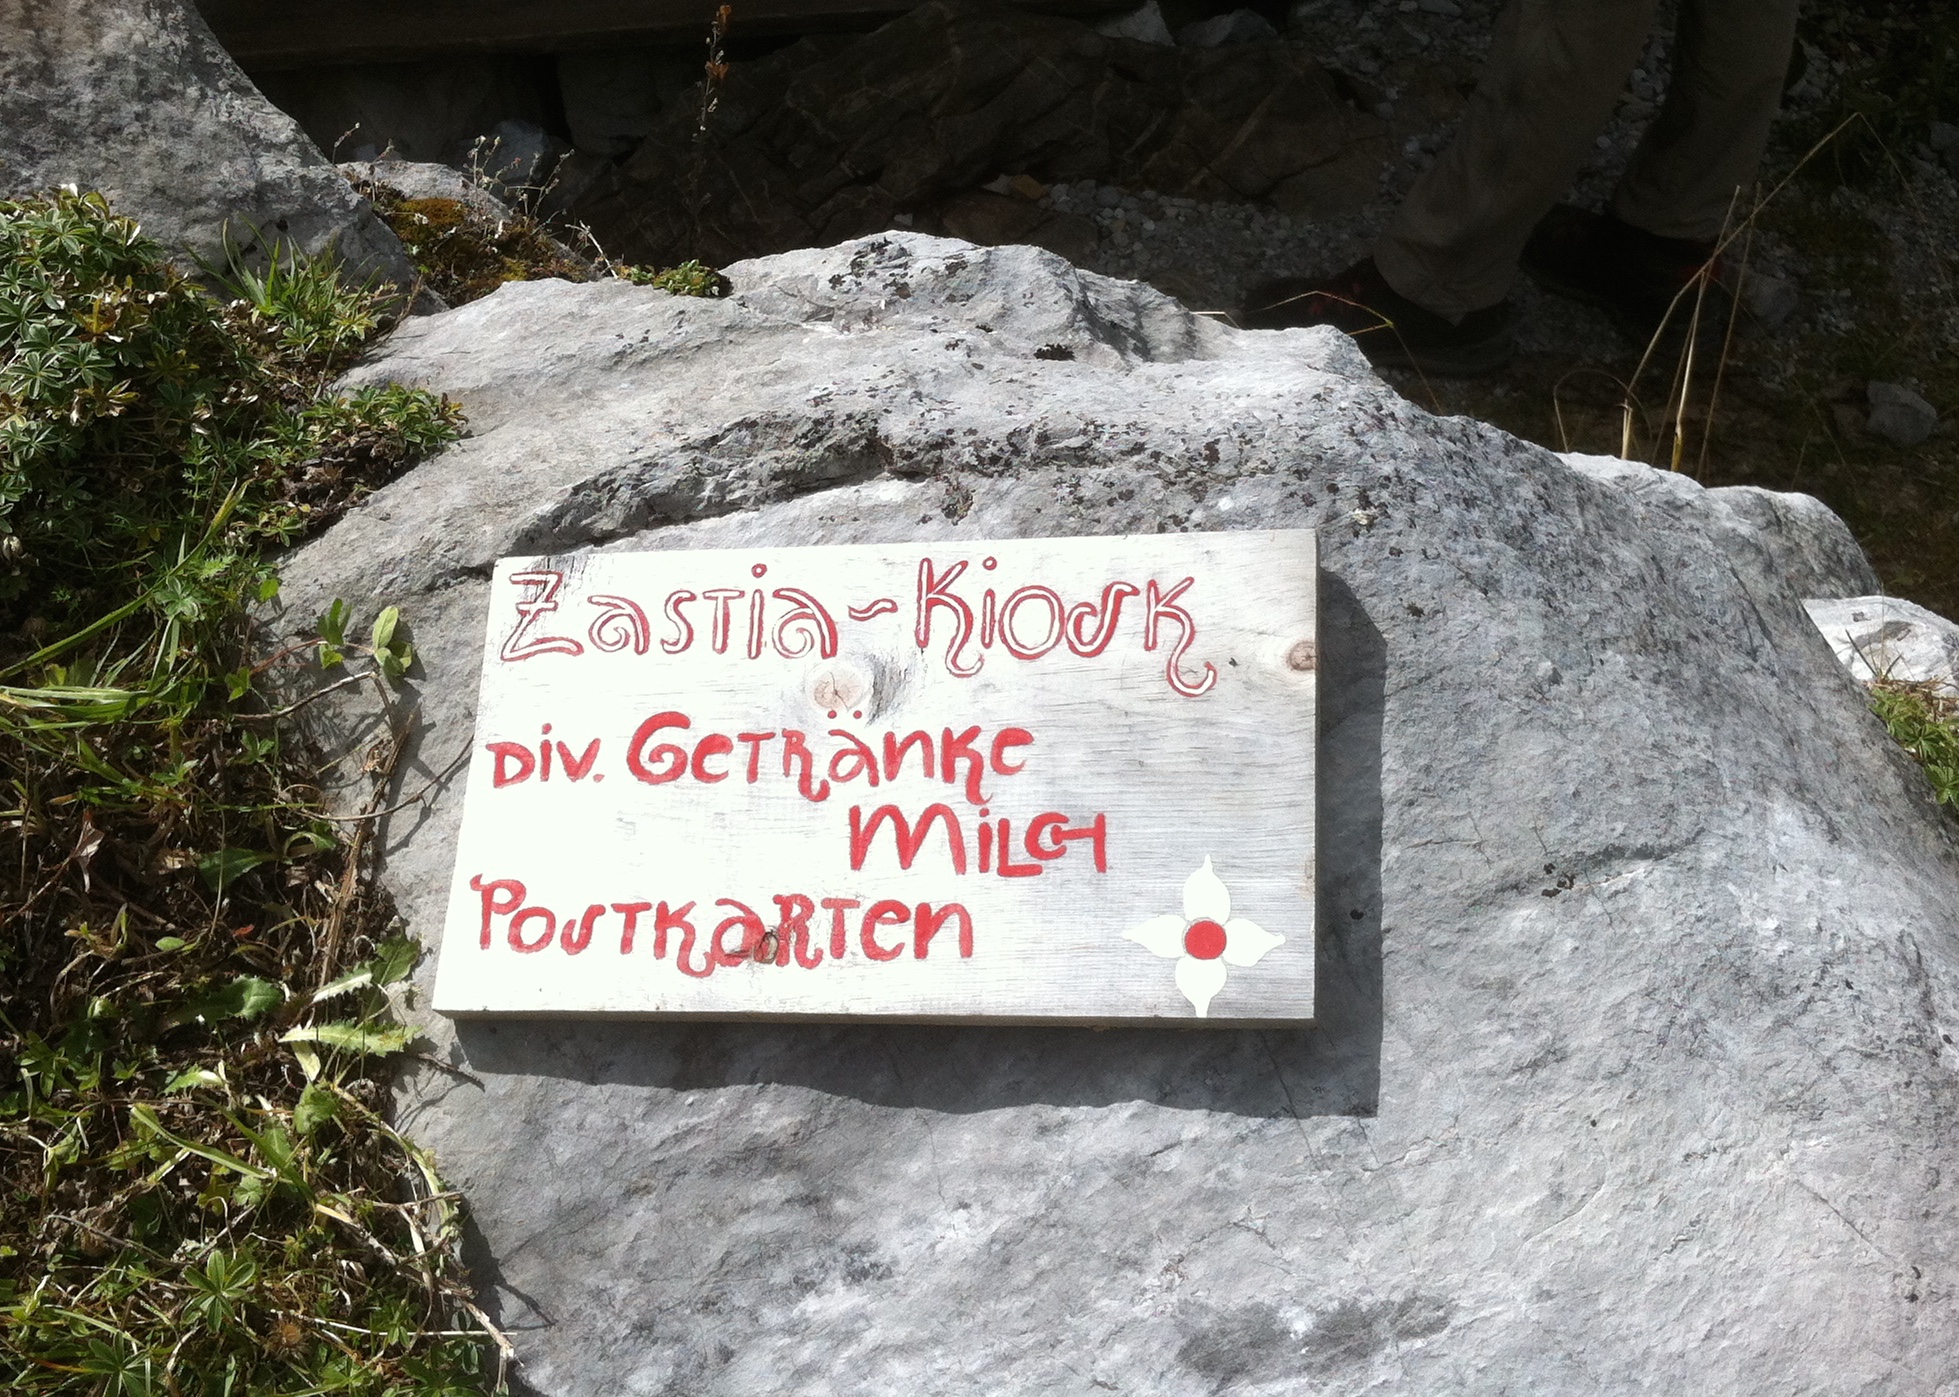 Zastia-Kiosk
Div. Getränke
Milch
Postkarten